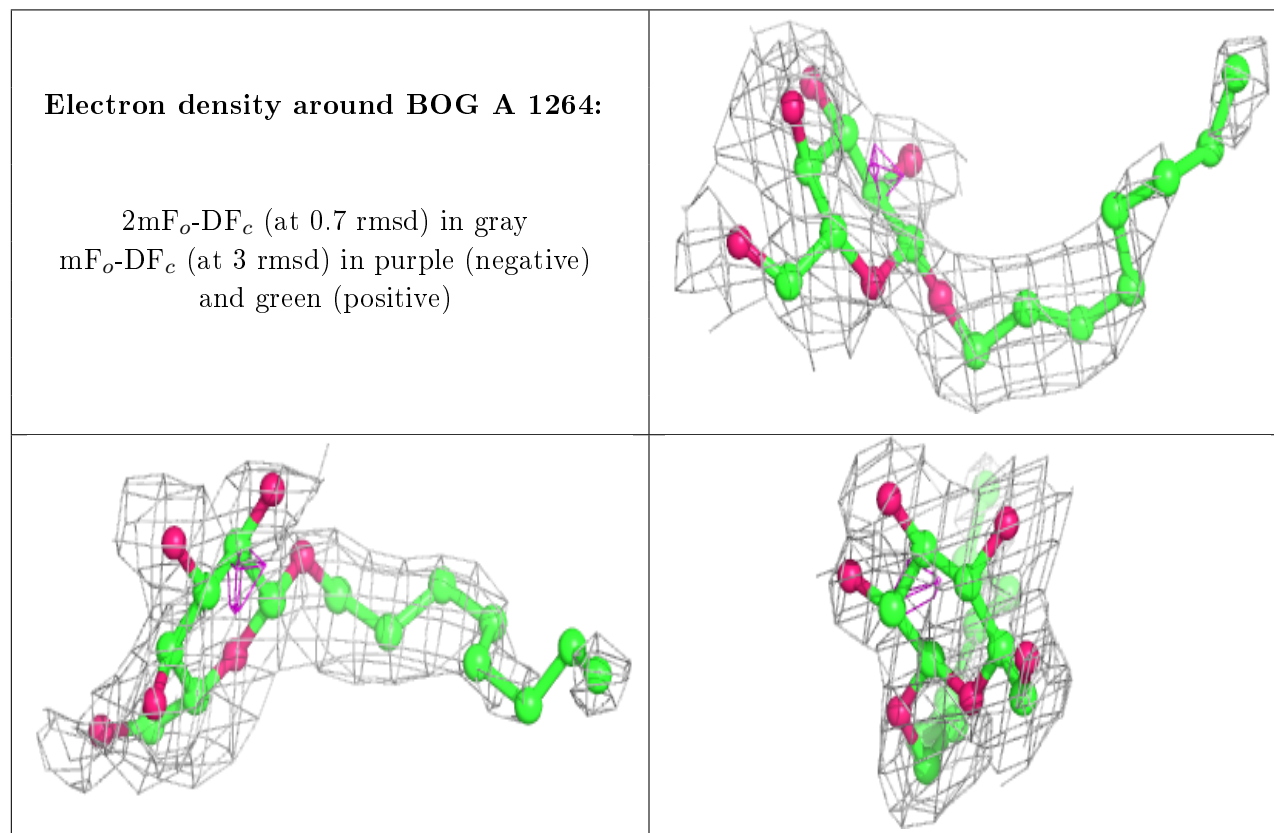 Electron density around BOG A 1264:
2mFₒ-DF𝒸 (at 0.7 rmsd) in gray
mFₒ-DF𝒸 (at 3 rmsd) in purple (negative)
and green (positive)